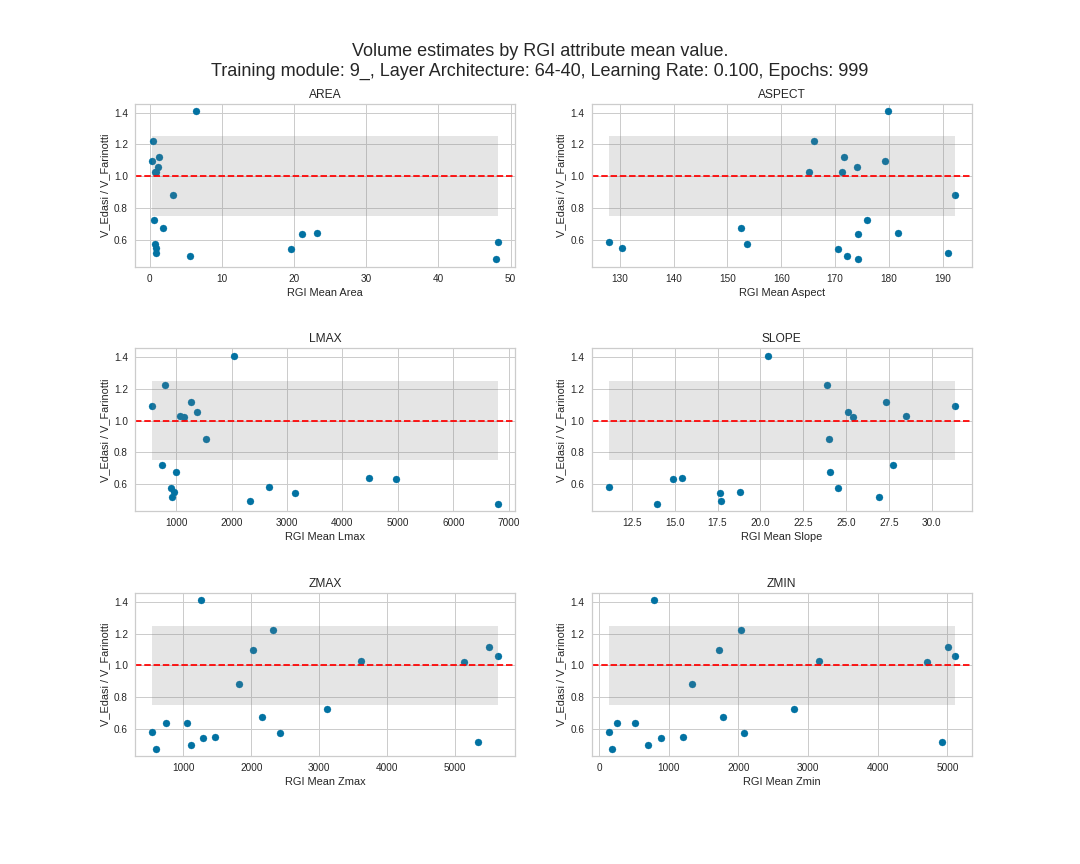 Volume estimates by RGI attribute mean value.
Training module: 9_, Layer Architecture: 64-40, Learning Rate: 0.100, Epochs: 999
AREA
V_Edasi / V_Farinotti
1.4
1.2
1.0
0.8
0.6
0 10 20 30 40 50
RGI Mean Area
ASPECT
V_Edasi / V_Farinotti
1.4
1.2
1.0
0.8
0.6
130 140 150 160 170 180 190
RGI Mean Aspect
LMAX
V_Edasi / V_Farinotti
1.4
1.2
1.0
0.8
0.6
1000 2000 3000 4000 5000 6000 7000
RGI Mean Lmax
SLOPE
V_Edasi / V_Farinotti
1.4
1.2
1.0
0.8
0.6
12.5 15.0 17.5 20.0 22.5 25.0 27.5 30.0
RGI Mean Slope
ZMAX
V_Edasi / V_Farinotti
1.4
1.2
1.0
0.8
0.6
1000 2000 3000 4000 5000
RGI Mean Zmax
ZMIN
V_Edasi / V_Farinotti
1.4
1.2
1.0
0.8
0.6
0 1000 2000 3000 4000 5000
RGI Mean Zmin